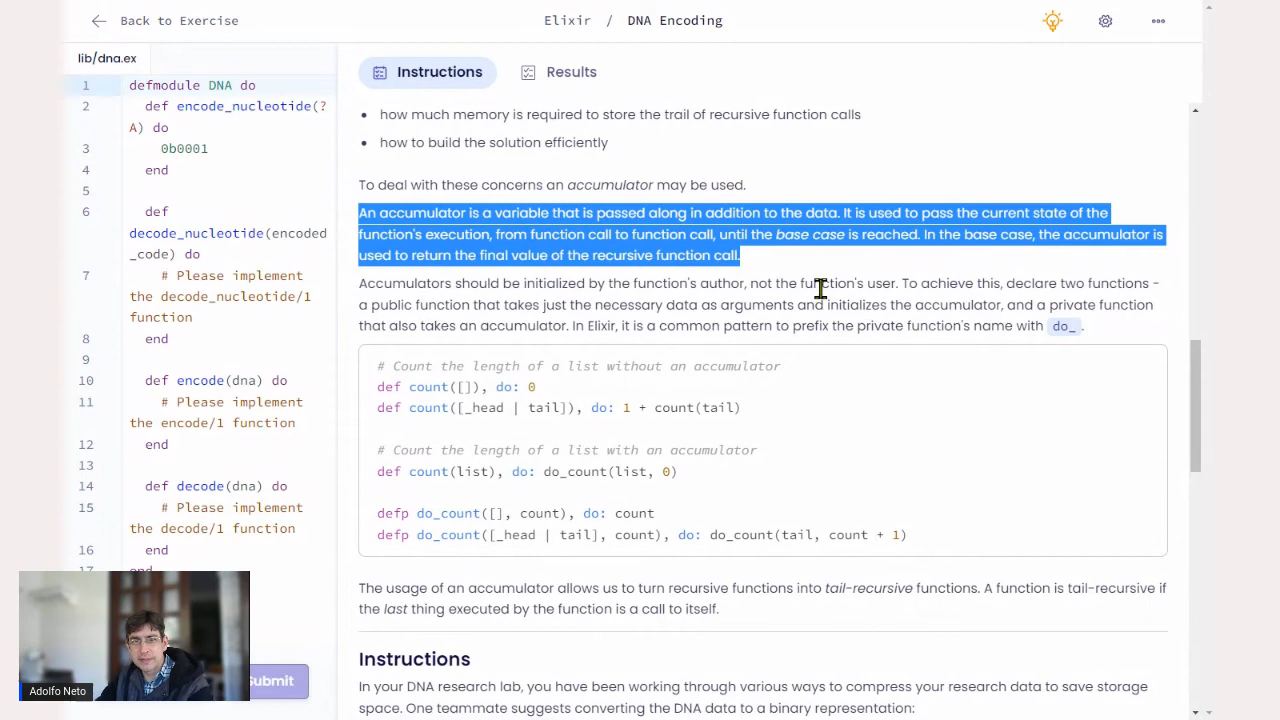 Back to Exercise
Elixir / DNA Encoding
lib/dna.ex
1 defmodule DNA do
2 def encode_nucleotide(?
A) do
3 0b0001
4 end
5
6 def
decode_nucleotide(encoded
_code) do
7 # Please implement
the decode_nucleotide/1
function
8 end
9
10 def encode(dna) do
11 # Please implement
the encode/1 function
12 end
13
14 def decode(dna) do
15 # Please implement
the decode/1 function
16 end
17 end
Submit
Adolfo Neto
Instructions
Results
• how much memory is required to store the trail of recursive function calls
• how to build the solution efficiently
To deal with these concerns an accumulator may be used.
An accumulator is a variable that is passed along in addition to the data. It is used to pass the current state of the
function's execution, from function call to function call, until the base case is reached. In the base case, the accumulator is
used to return the final value of the recursive function call.
Accumulators should be initialized by the function's author, not the function's user. To achieve this, declare two functions -
a public function that takes just the necessary data as arguments and initializes the accumulator, and a private function
that also takes an accumulator. In Elixir, it is a common pattern to prefix the private function's name with do_ .
# Count the length of a list without an accumulator
def count([]), do: 0
def count([_head | tail]), do: 1 + count(tail)
# Count the length of a list with an accumulator
def count(list), do: do_count(list, 0)
defp do_count([], count), do: count
defp do_count([_head | tail], count), do: do_count(tail, count + 1)
The usage of an accumulator allows us to turn recursive functions into tail-recursive functions. A function is tail-recursive if
the last thing executed by the function is a call to itself.
Instructions
In your DNA research lab, you have been working through various ways to compress your research data to save storage
space. One teammate suggests converting the DNA data to a binary representation: